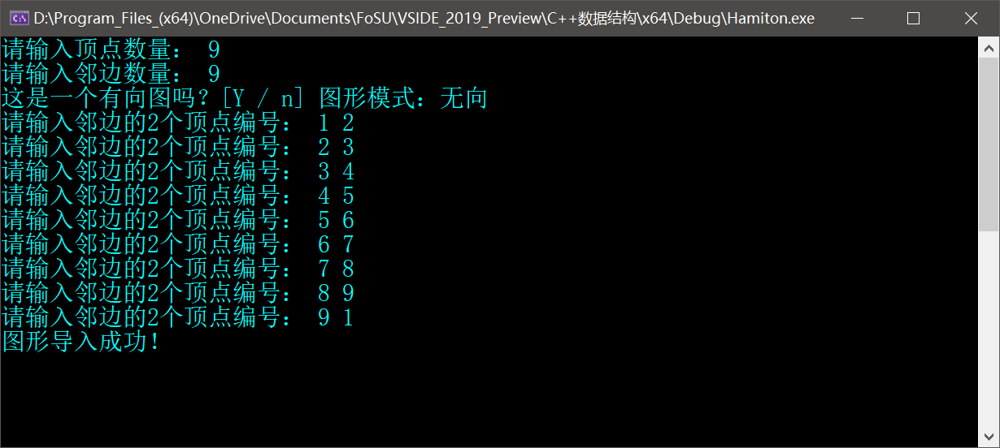 D:\Program_Files_(x64)\OneDrive\Documents\FoSU\VSIDE_2019_Preview\C++数据结构\x64\Debug\Hamiton.exe
请输入顶点数量： 9
请输入邻边数量： 9
这是一个有向图吗？[Y / n] 图形模式：无向
请输入邻边的2个顶点编号： 1 2
请输入邻边的2个顶点编号： 2 3
请输入邻边的2个顶点编号： 3 4
请输入邻边的2个顶点编号： 4 5
请输入邻边的2个顶点编号： 5 6
请输入邻边的2个顶点编号： 6 7
请输入邻边的2个顶点编号： 7 8
请输入邻边的2个顶点编号： 8 9
请输入邻边的2个顶点编号： 9 1
图形导入成功！